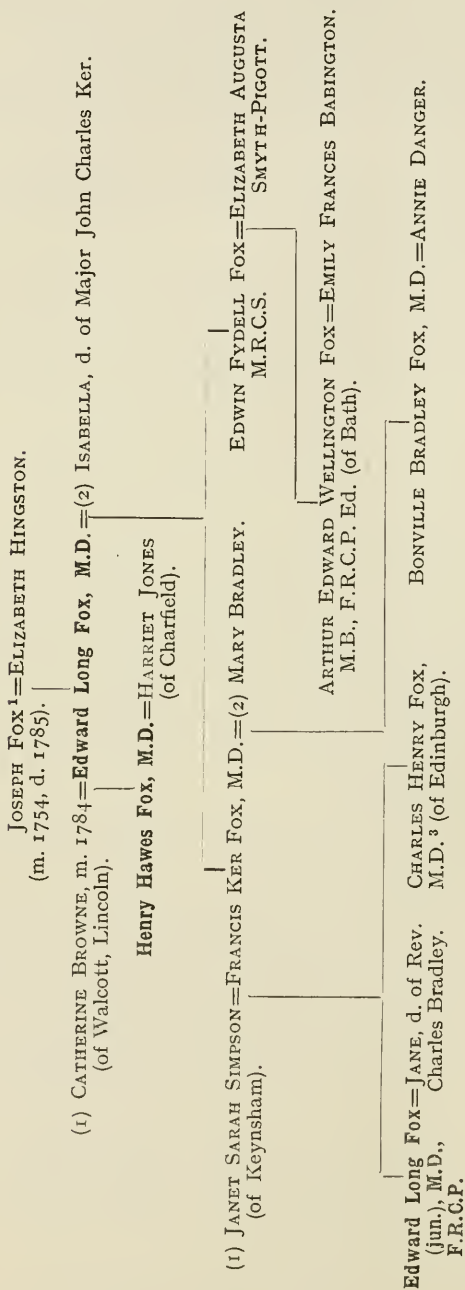 Joseph Fox ¹=Elizabeth Hingston.
(m. 1754, d. 1785).
(1) Catherine Browne, m. 1784=Edward Long Fox, M.D.=(2) Isabella, d. of Major John Charles Ker.
(of Walcott, Lincoln).
Henry Hawes Fox, M.D.=Harriet Jones
(of Charfield).
(1) Janet Sarah Simpson=Francis Ker Fox, M.D.=(2) Mary Bradley.
(of Keynsham).
Edwin Fydell Fox=Elizabeth Augusta
M.R.C.S. Smyth-Pigott.
Arthur Edward Wellington Fox=Emily Frances Babington.
M.B., F.R.C.P. Ed. (of Bath).
Edward Long Fox=Jane, d. of Rev.
(jun.), M.D., Charles Bradley.
F.R.C.P.
Charles Henry Fox,
M.D. ³ (of Edinburgh).
Bonville Bradley Fox, M.D.=Annie Danger.